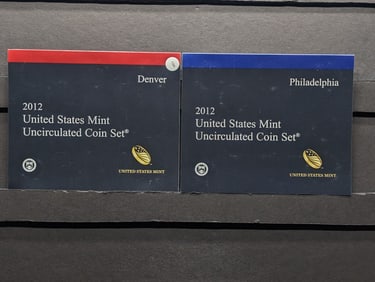 Denver
2012
United States Mint
Uncirculated Coin Set®
UNITED STATES MINT
Philadelphia
2012
United States Mint
Uncirculated Coin Set®
UNITED STATES MINT